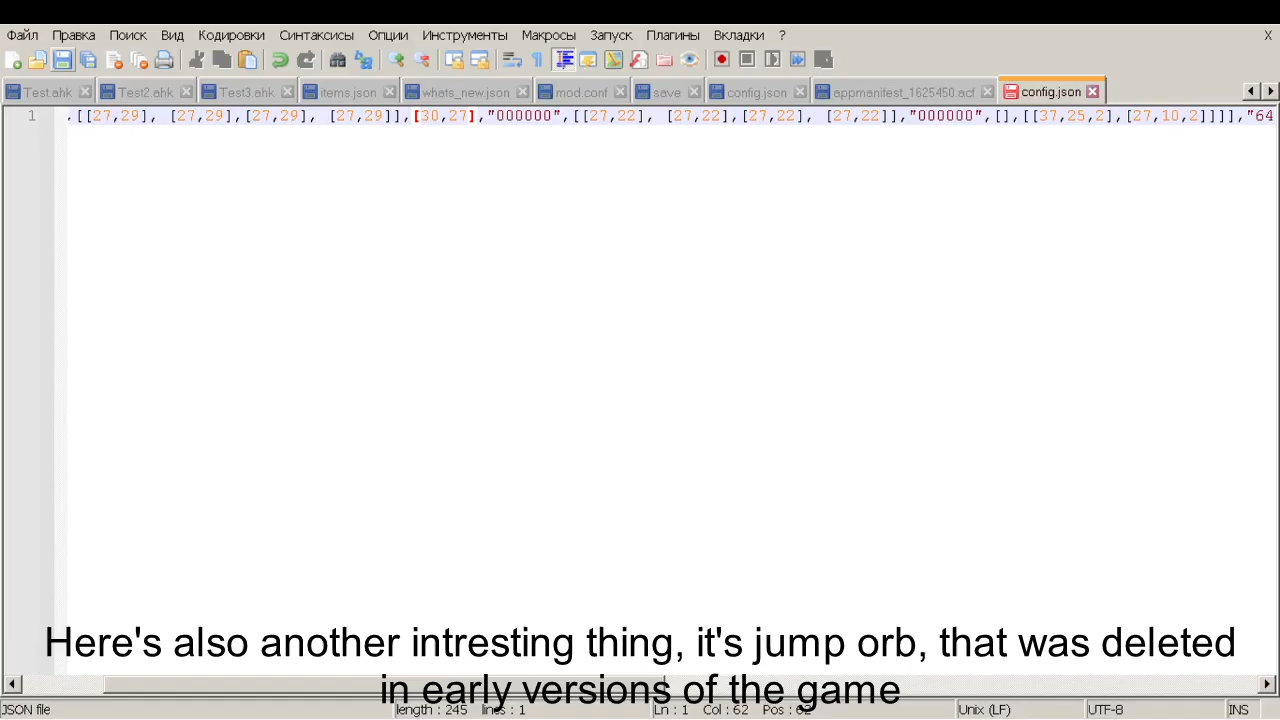 Файл Правка Поиск Вид Кодировки Синтаксисы Опции Инструменты Макросы Запуск Плагины Вкладки ? X
Test.ahk Test2.ahk Test3.ahk items.json whats_new.json mod.conf save config.json appmanifest_1625450.acf config.json
1 ,[[27,29], [27,29],[27,29], [27,29]],[30,27],"000000",[[27,22], [27,22],[27,22], [27,22]],"000000",[],[[37,25,2],[27,10,2]]]],"64
Here's also another intresting thing, it's jump orb, that was deleted
in early versions of the game
JSON file length : 245 lines : 1 Ln : 1 Col : 62 Pos : 62 Unix (LF) UTF-8 INS